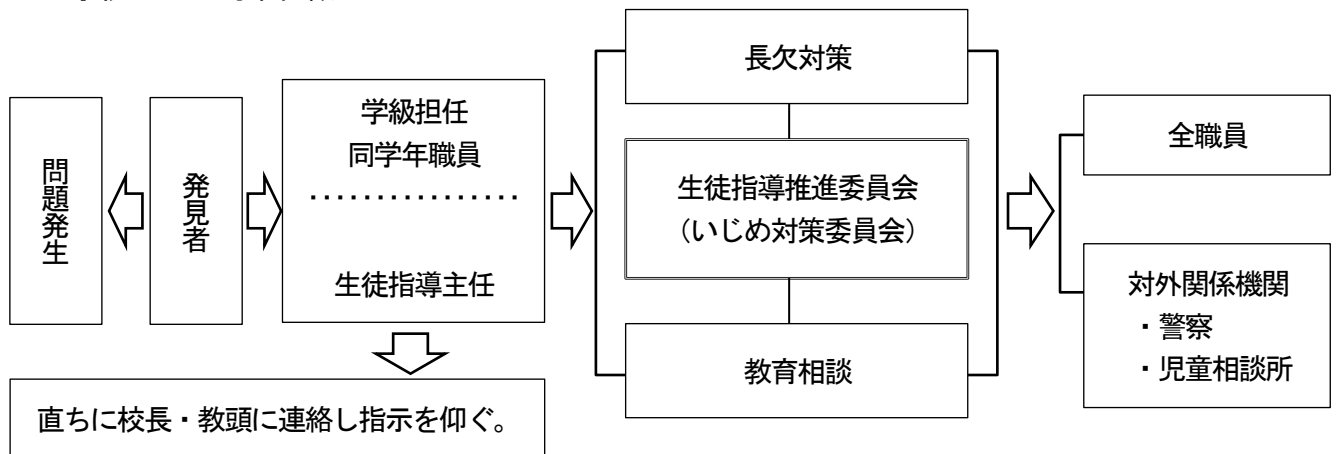 問題発生
発見者
学級担任
同学年職員
・・・・・・・・・・・・・・・・
生徒指導主任
直ちに校長・教頭に連絡し指示を仰ぐ。
長欠対策
生徒指導推進委員会
(いじめ対策委員会)
教育相談
全職員
対外関係機関
・警察
・児童相談所